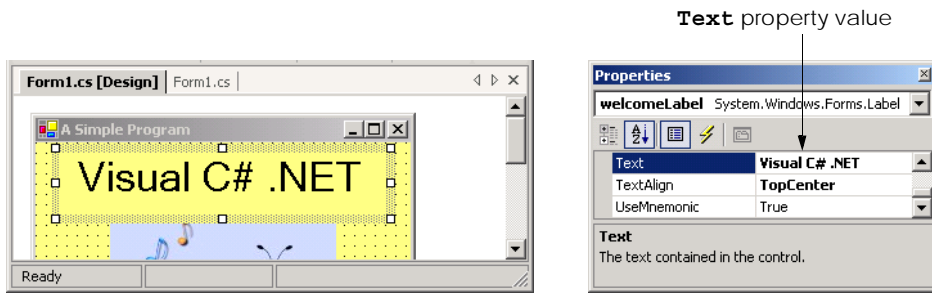 Text property value
Form1.cs [Design] Form1.cs
A Simple Program
Visual C# .NET
Ready
Properties
welcomeLabel System.Windows.Forms.Label
Text Visual C# .NET
TextAlign TopCenter
UseMnemonic True
Text
The text contained in the control.